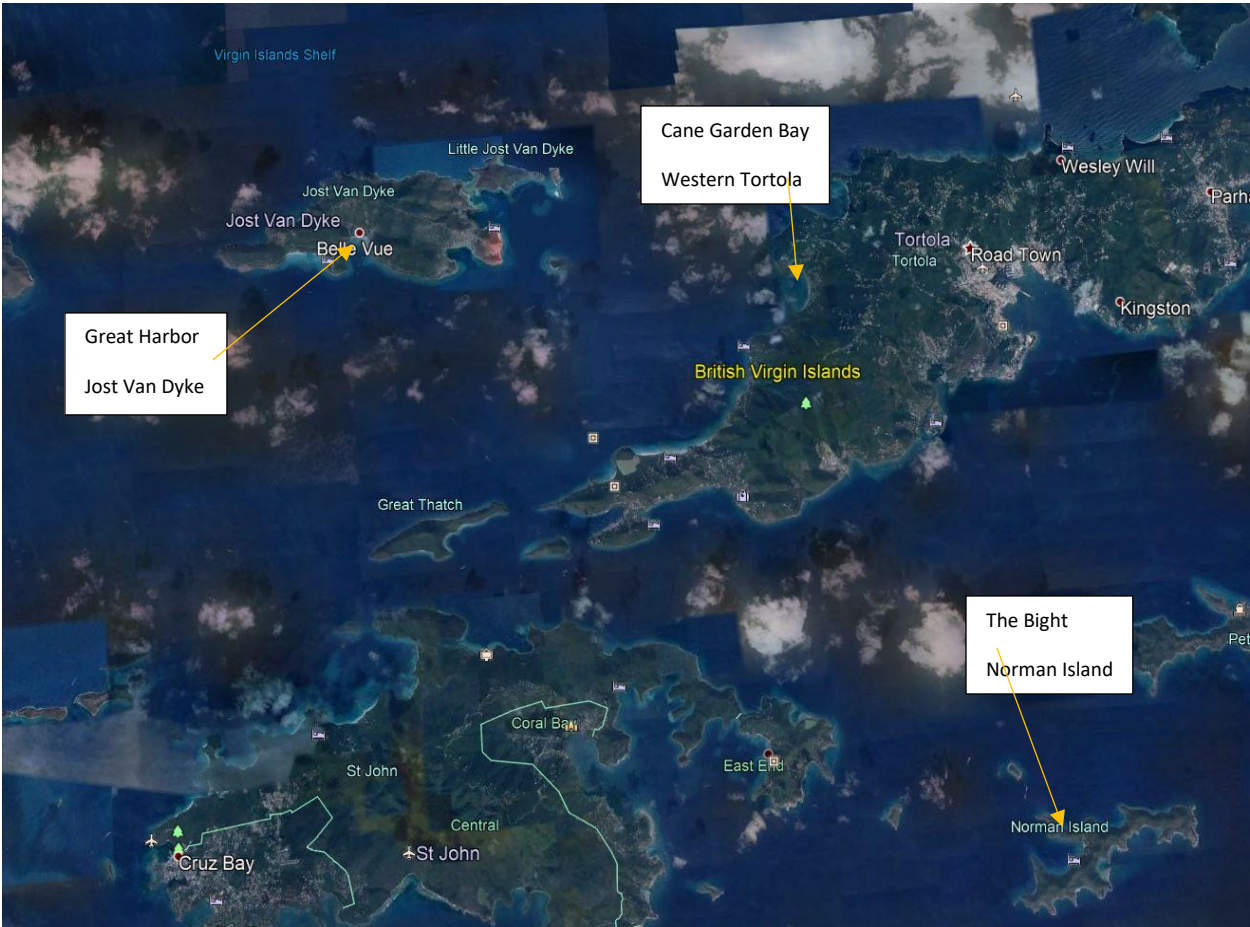 Virgin Islands Shelf
Cane Garden Bay
Western Tortola
Little Jost Van Dyke
Wesley Will
Jost Van Dyke
Parha
Jost Van Dyke
Belle Vue
Tortola
Tortola
Road Town
Kingston
Great Harbor
Jost Van Dyke
British Virgin Islands
Great Thatch
The Bight
Norman Island
Pet
Coral Bay
East End
St John
Central
Norman Island
St John
Cruz Bay